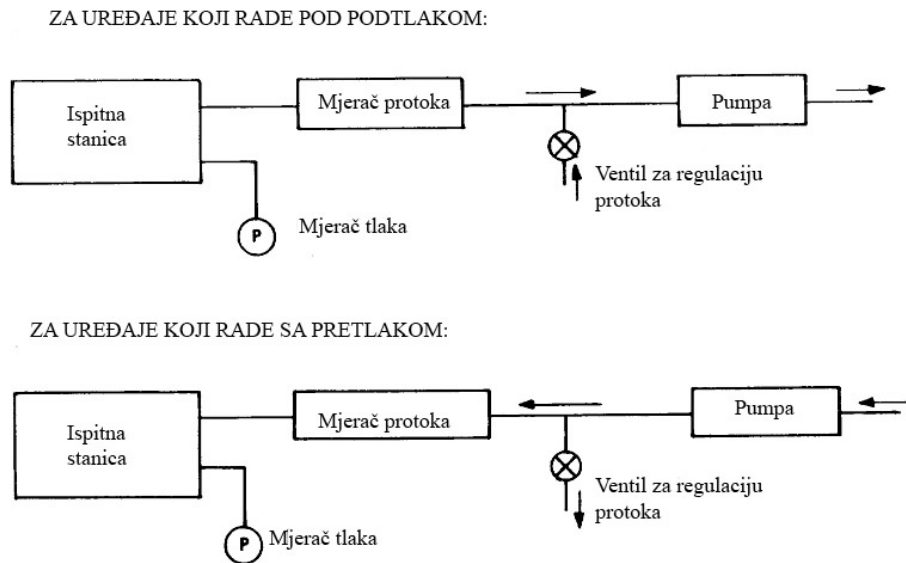 ZA UREĐAJE KOJI RADE POD PODTLAKOM:
Ispitna
stanica
Mjerač protoka
Pumpa
Ventil za regulaciju
protoka
P
Mjerač tlaka
ZA UREĐAJE KOJI RADE SA PRETLAKOM:
Ispitna
stanica
Mjerač protoka
Pumpa
Ventil za regulaciju
protoka
P
Mjerač tlaka